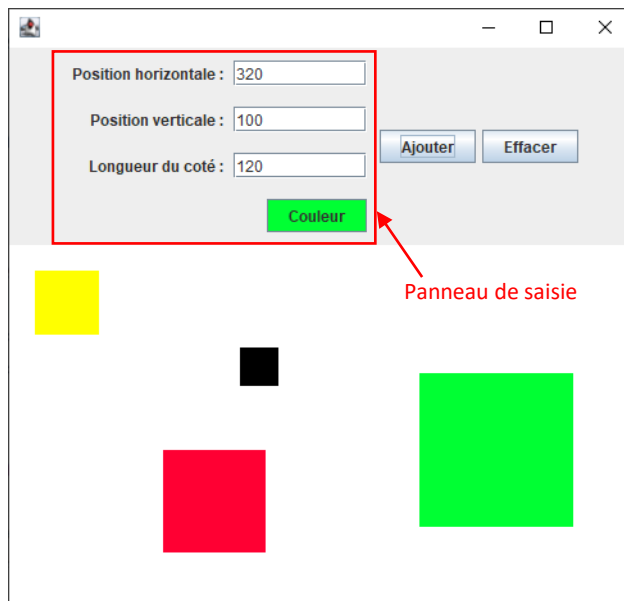 Position horizontale : 320
Position verticale : 100
Longueur du coté : 120
Ajouter Effacer
Couleur
Panneau de saisie